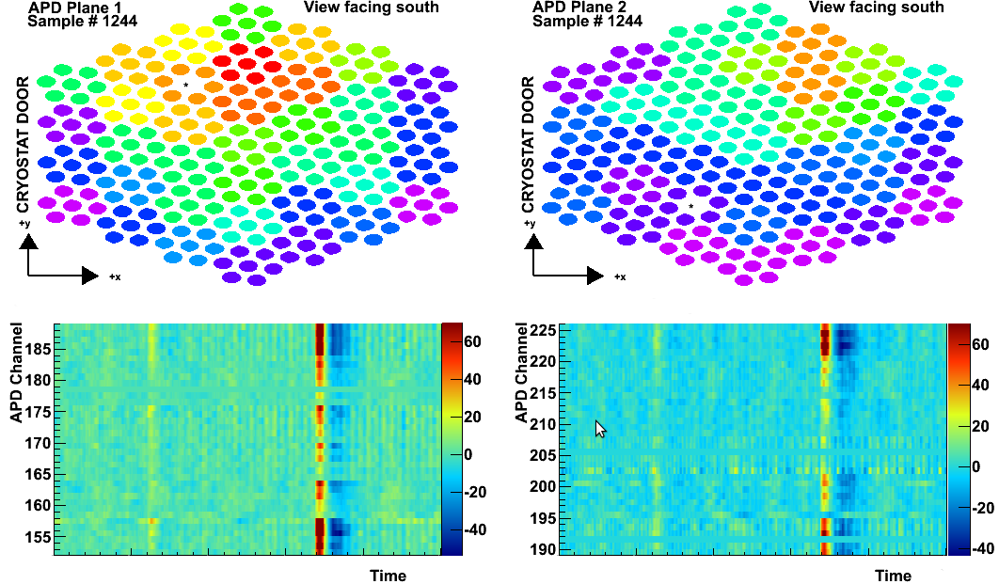 APD Plane 1
View facing south
Sample # 1244
CRYOSTAT DOOR
*
+y
+x
APD Plane 2
View facing south
Sample # 1244
CRYOSTAT DOOR
*
+y
+x
APD Channel
185
180
175
170
165
160
155
60
40
20
0
-20
-40
Time
APD Channel
225
220
215
210
205
200
195
190
60
40
20
0
-20
-40
Time